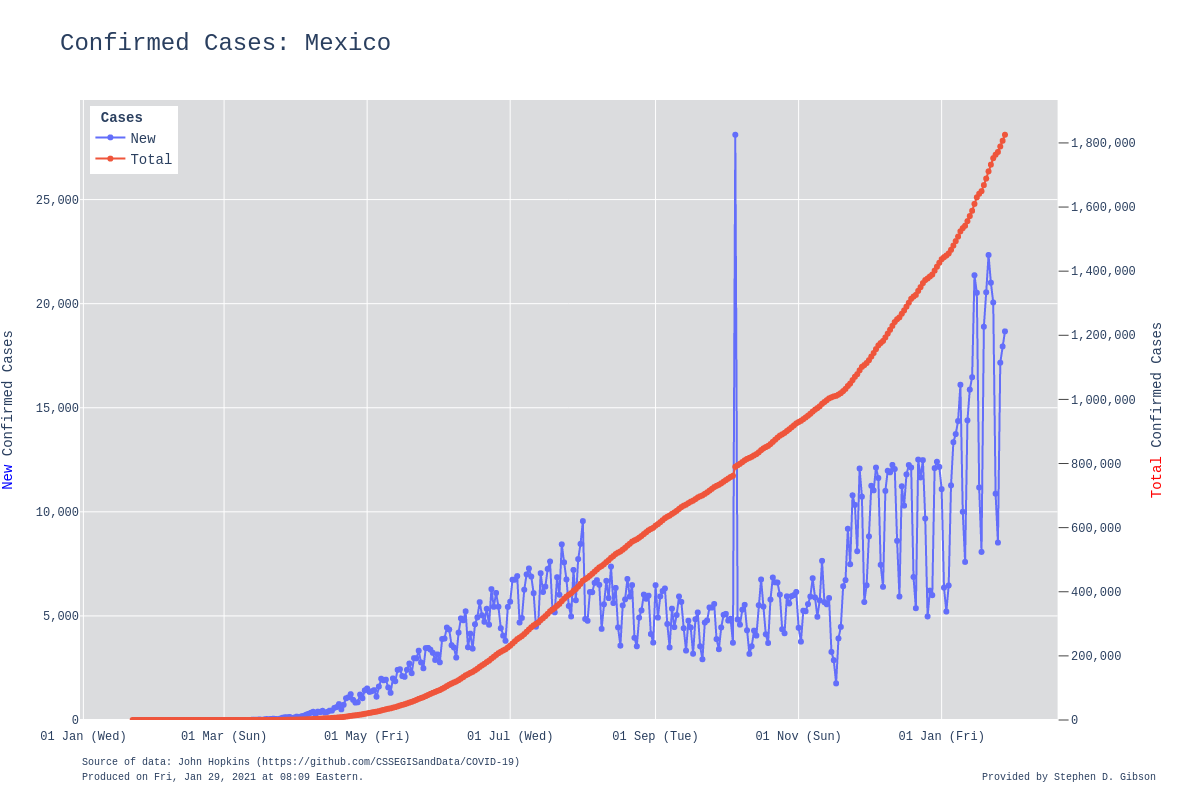 Confirmed Cases: Mexico
Cases
New
Total
25,000
20,000
15,000
10,000
5,000
0
New Confirmed Cases
1,800,000
1,600,000
1,400,000
1,200,000
1,000,000
800,000
600,000
400,000
200,000
0
Total Confirmed Cases
01 Jan (Wed) 01 Mar (Sun) 01 May (Fri) 01 Jul (Wed) 01 Sep (Tue) 01 Nov (Sun) 01 Jan (Fri)
Source of data: John Hopkins (https://github.com/CSSEGISandData/COVID-19)
Produced on Fri, Jan 29, 2021 at 08:09 Eastern.
Provided by Stephen D. Gibson